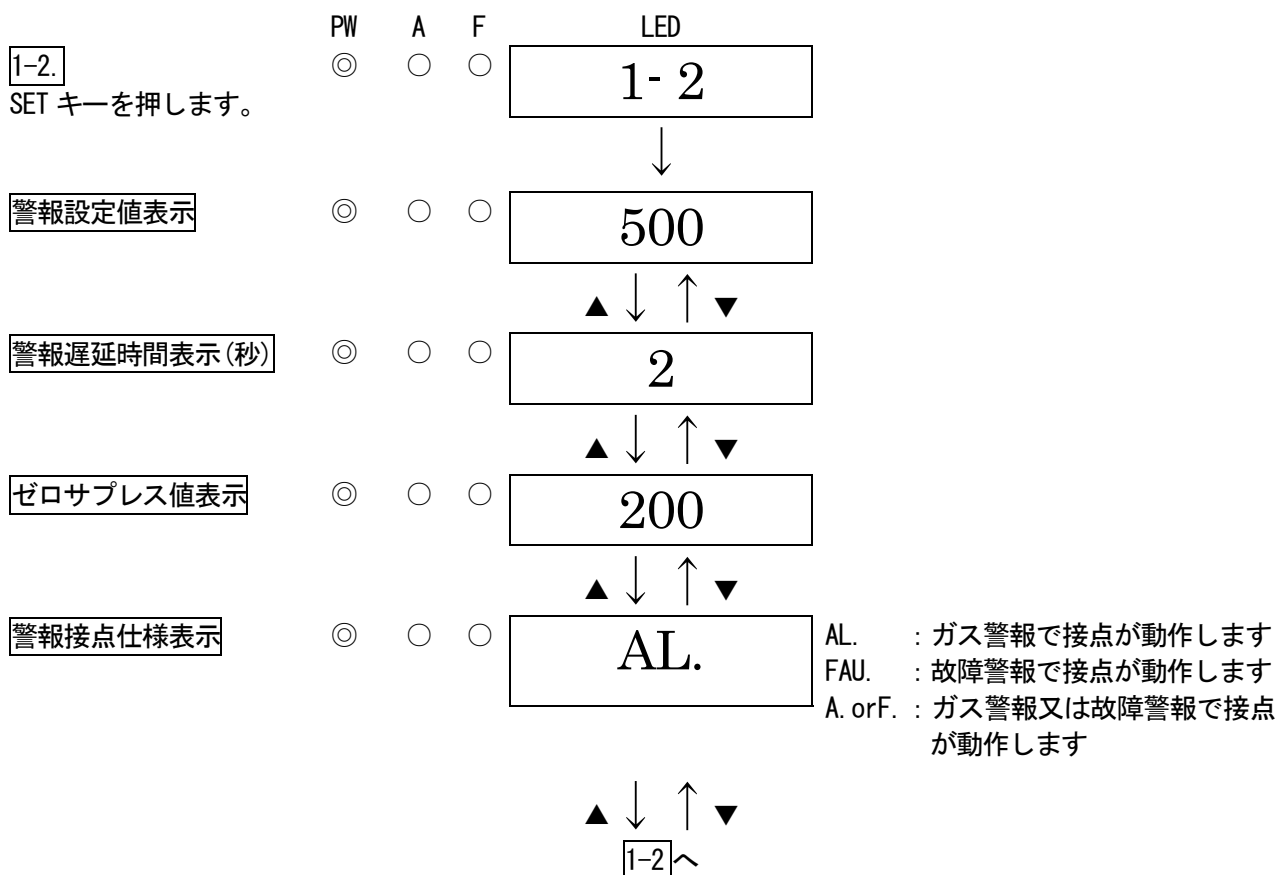 PW A F LED
1-2. ◎ ○ ○ 1- 2
SET キーを押します。
↓
警報設定値表示 ◎ ○ ○ 500
▲ ↓ ↑ ▼
警報遅延時間表示(秒) ◎ ○ ○ 2
▲ ↓ ↑ ▼
ゼロサプレス値表示 ◎ ○ ○ 200
▲ ↓ ↑ ▼
警報接点仕様表示 ◎ ○ ○ AL.
AL. : ガス警報で接点が動作します
FAU. : 故障警報で接点が動作します
A.orF. : ガス警報又は故障警報で接点
が動作します
▲ ↓ ↑ ▼
1-2 へ